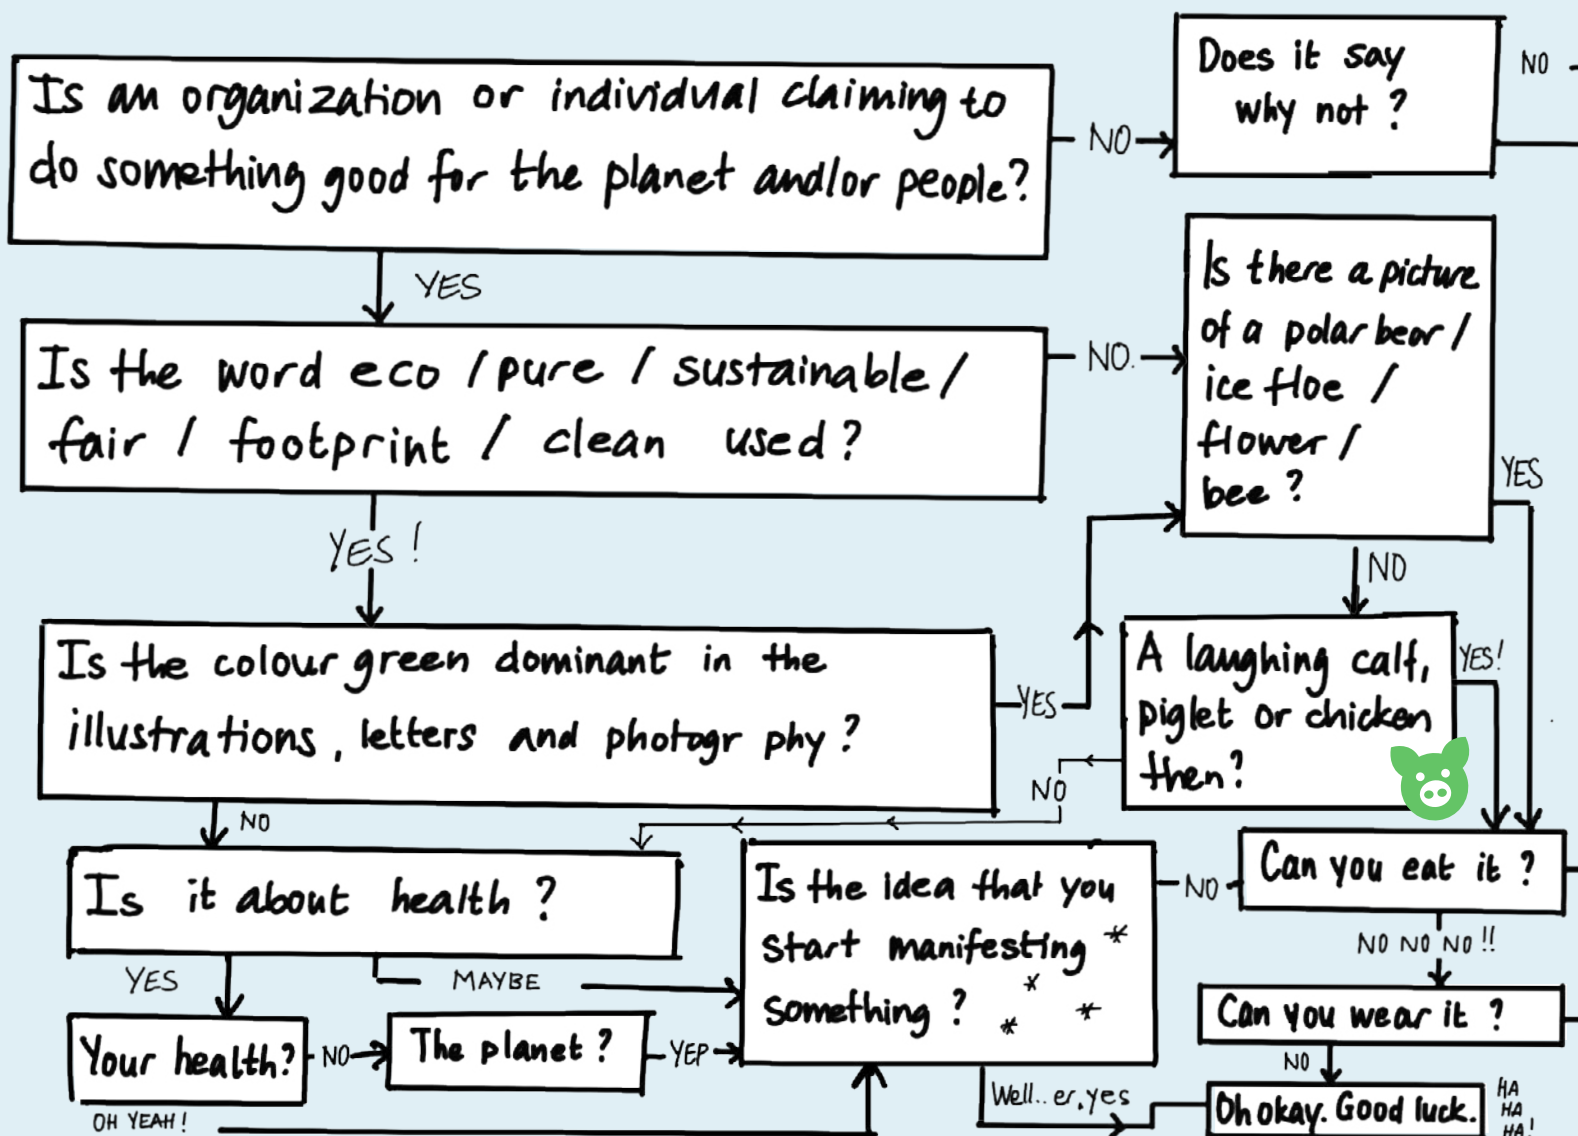 Is an organization or individual claiming to
do something good for the planet and/or people?
NO
Does it say
why not?
NO
YES
Is the word eco / pure / sustainable /
fair / footprint / clean used?
NO.
Is there a picture
of a polar bear /
ice floe /
flower /
bee?
YES
YES!
NO
Is the colour green dominant in the
illustrations, letters and photogr phy?
YES
A laughing calf,
piglet or chicken
then?
YES!
NO
NO
Is it about health?
YES
MAYBE
Is the idea that you
start manifesting *
something? * * *
NO
Can you eat it?
NO NO NO!!
Can you wear it?
NO
Your health?
NO
The planet?
YEP
OH YEAH!
Well.. er, yes
Oh okay. Good luck.
HA
HA
HA!